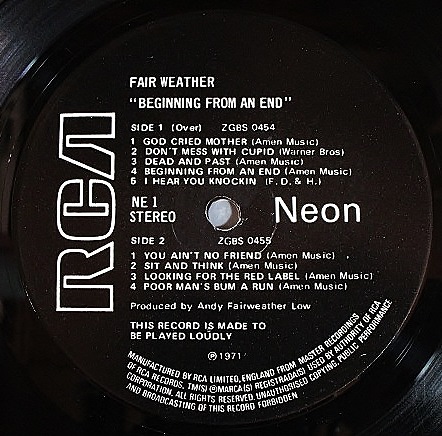 FAIR WEATHER
"BEGINNING FROM AN END"
SIDE 1 (Over) ZGBS 0454
1 GOD CRIED MOTHER (Amen Music)
2 DON'T MESS WITH CUPID (Warner Bros)
3 DEAD AND PAST (Amen Music)
4 BEGINNING FROM AN END (Amen Music)
5 I HEAR YOU KNOCKIN (F. D. & H.)
RCA
NE 1
STEREO
Neon
SIDE 2 ZGBS 0455
1 YOU AIN'T NO FRIEND (Amen Music)
2 SIT AND THINK (Amen Music)
3 LOOKING FOR THE RED LABEL (Amen Music)
4 POOR MAN'S BUM A RUN (Amen Music)
Produced by Andy Fairweather Low
THIS RECORD IS MADE TO
BE PLAYED LOUDLY
℗ 1971
MANUFACTURED BY RCA LIMITED, ENGLAND FROM MASTER RECORDINGS
OF RCA RECORDS. TM(S) ® MARCA(S) REGISTRADA(S) USED BY AUTHORITY OF RCA
CORPORATION. ALL RIGHTS RESERVED. UNAUTHORISED COPYING, PUBLIC PERFORMANCE
AND BROADCASTING OF THIS RECORD FORBIDDEN